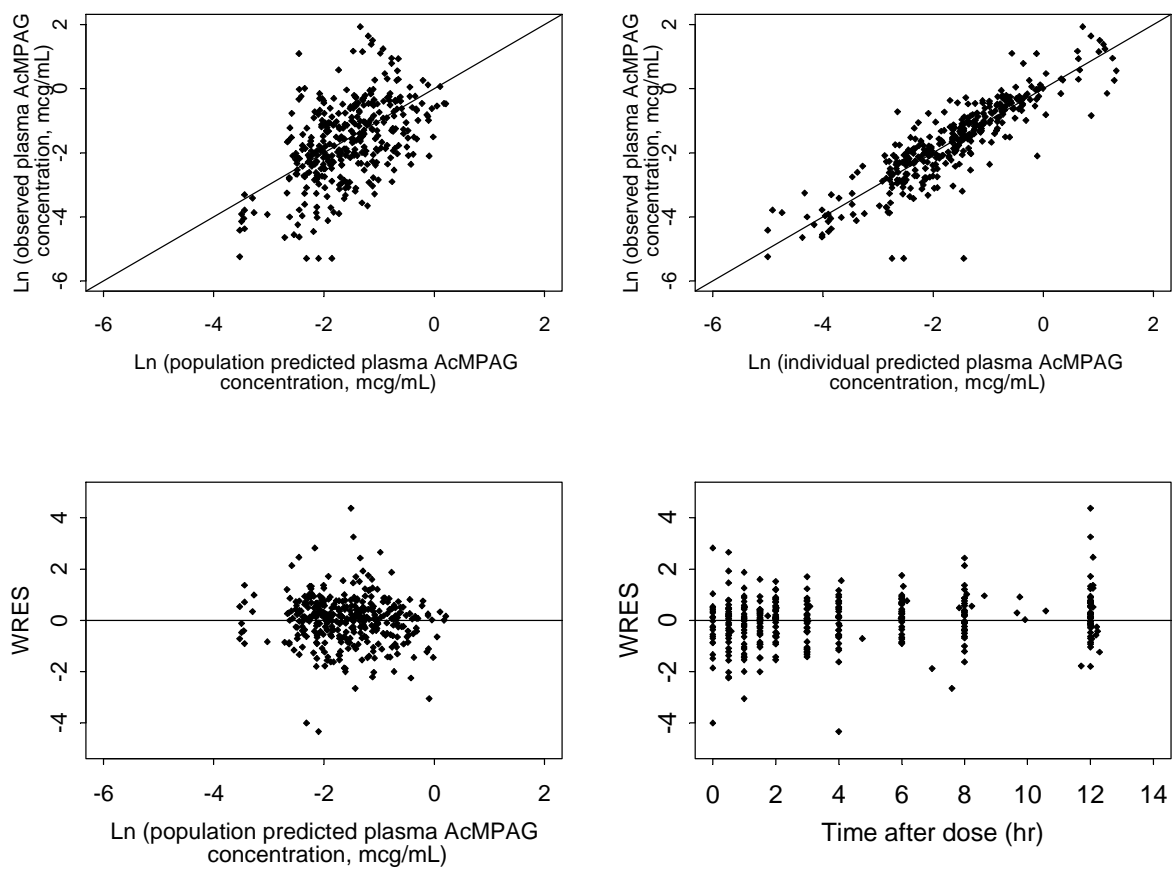 Ln (observed plasma AcMPAG
concentration, mcg/mL)
2
0
-2
-4
-6
-6 -4 -2 0 2
Ln (population predicted plasma AcMPAG
concentration, mcg/mL)
Ln (observed plasma AcMPAG
concentration, mcg/mL)
2
0
-2
-4
-6
-6 -4 -2 0 2
Ln (individual predicted plasma AcMPAG
concentration, mcg/mL)
WRES
4
2
0
-2
-4
-6 -4 -2 0 2
Ln (population predicted plasma AcMPAG
concentration, mcg/mL)
WRES
4
2
0
-2
-4
0 2 4 6 8 10 12 14
Time after dose (hr)